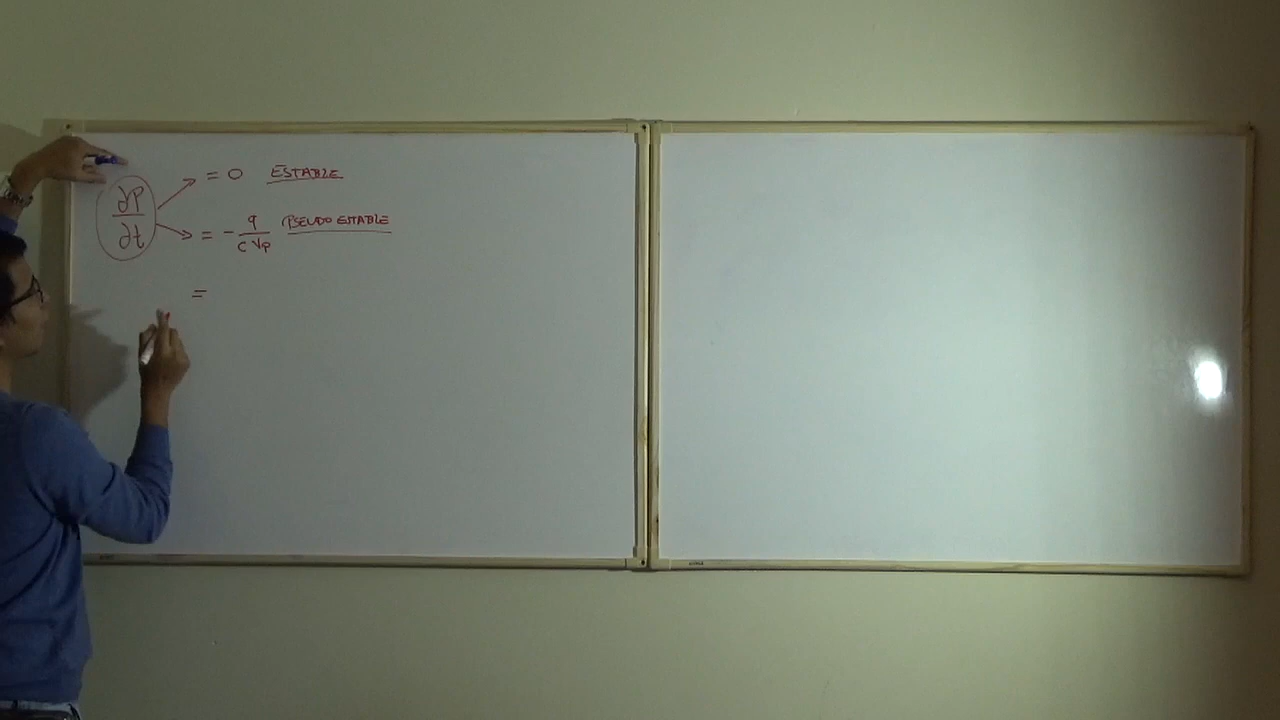 ∂P/∂t
= 0 ESTABLE
= - q/(c Vp) PSEUDO ESTABLE
=